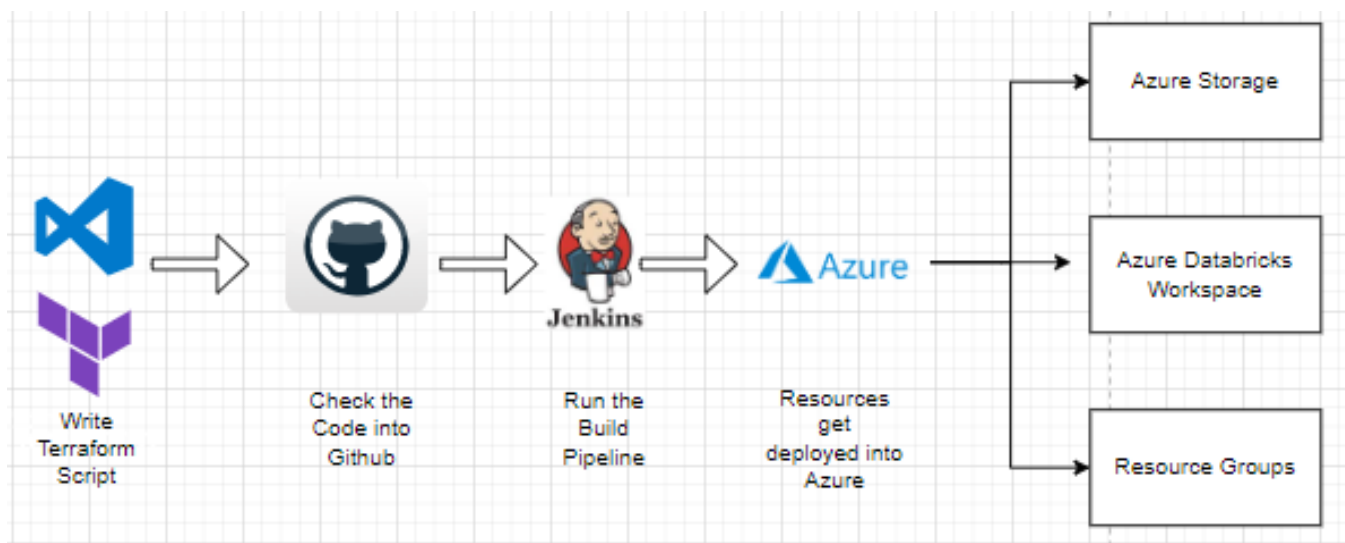 Azure Storage
Azure Databricks
Workspace
Azure
Jenkins
Write
Terraform
Script
Check the
Code into
Github
Run the
Build
Pipeline
Resources
get
deployed into
Azure
Resource Groups